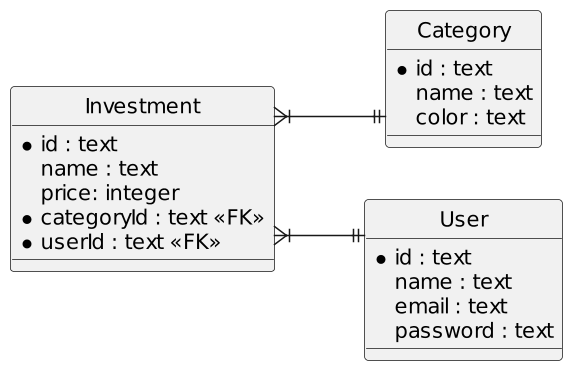 Category
* id : text
name : text
color : text
Investment
* id : text
name : text
price: integer
* categoryId : text «FK»
* userId : text «FK»
User
* id : text
name : text
email : text
password : text